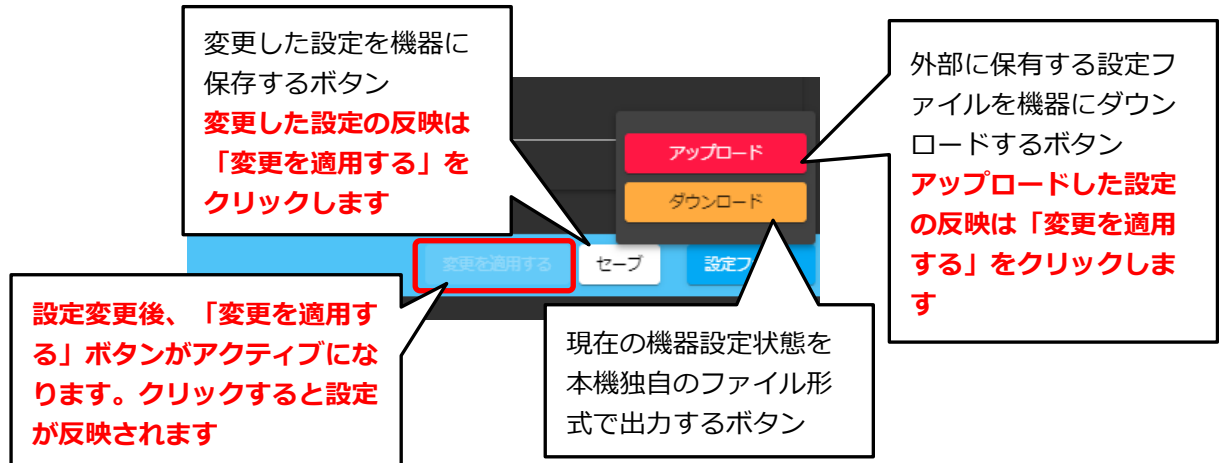 変更した設定を機器に
保存するボタン
変更した設定の反映は
「変更を適用する」を
クリックします
外部に保有する設定フ
ァイルを機器にダウン
ロードするボタン
アップロードした設定
の反映は「変更を適用
する」をクリックしま
す
アップロード
ダウンロード
変更を適用する
セーブ
設定フ
設定変更後、「変更を適用す
る」ボタンがアクティブにな
ります。クリックすると設定
が反映されます
現在の機器設定状態を
本機独自のファイル形
式で出力するボタン